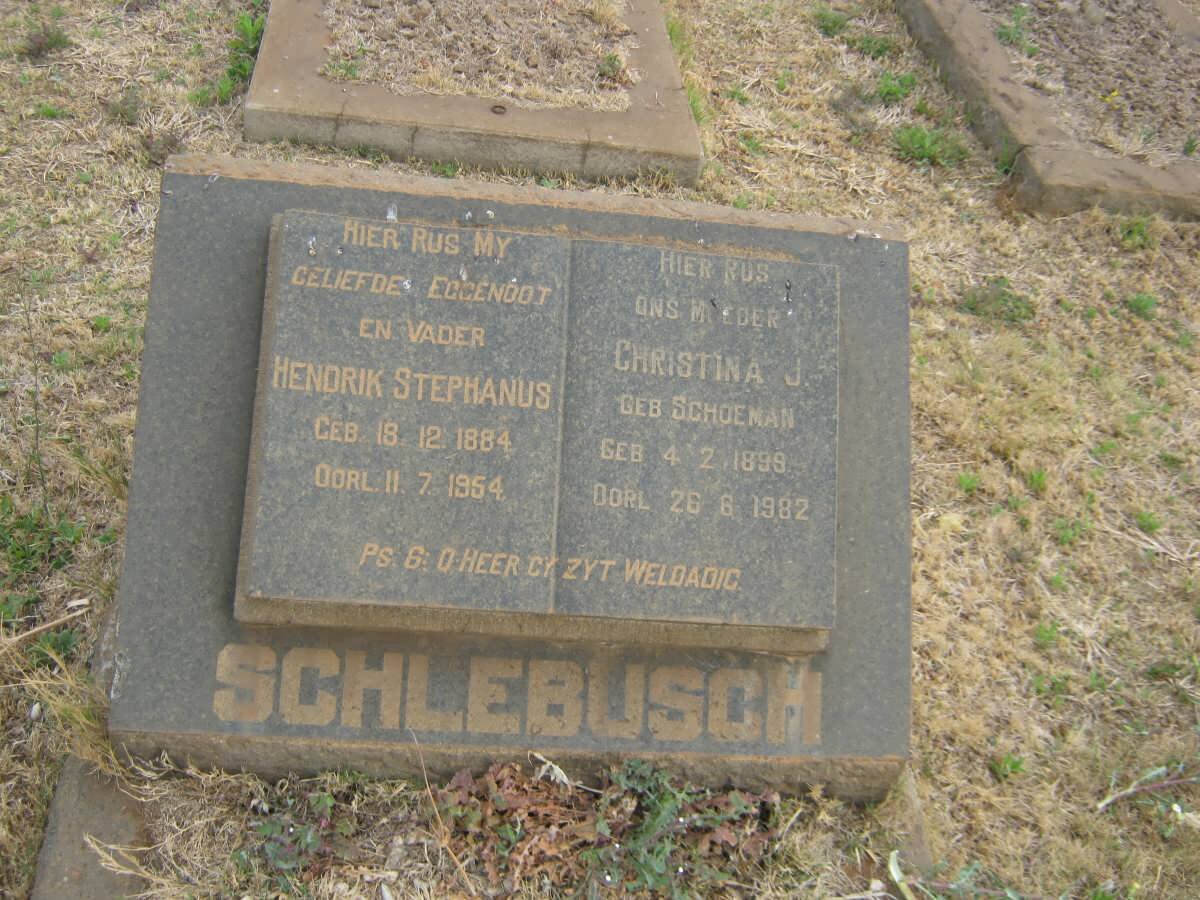 HIER RUS MY
GELIEFDE EGGENOOT
EN VADER
HENDRIK STEPHANUS
GEB. 18. 12. 1884
OORL. 11. 7. 1954
HIER RUS
ONS MOEDER
CHRISTINA J.
GEB SCHOEMAN
GEB 4. 2. 1899
OORL 26 6 1982
PS. 6: O HEER GY ZYT WELDADIG.
SCHLEBUSCH